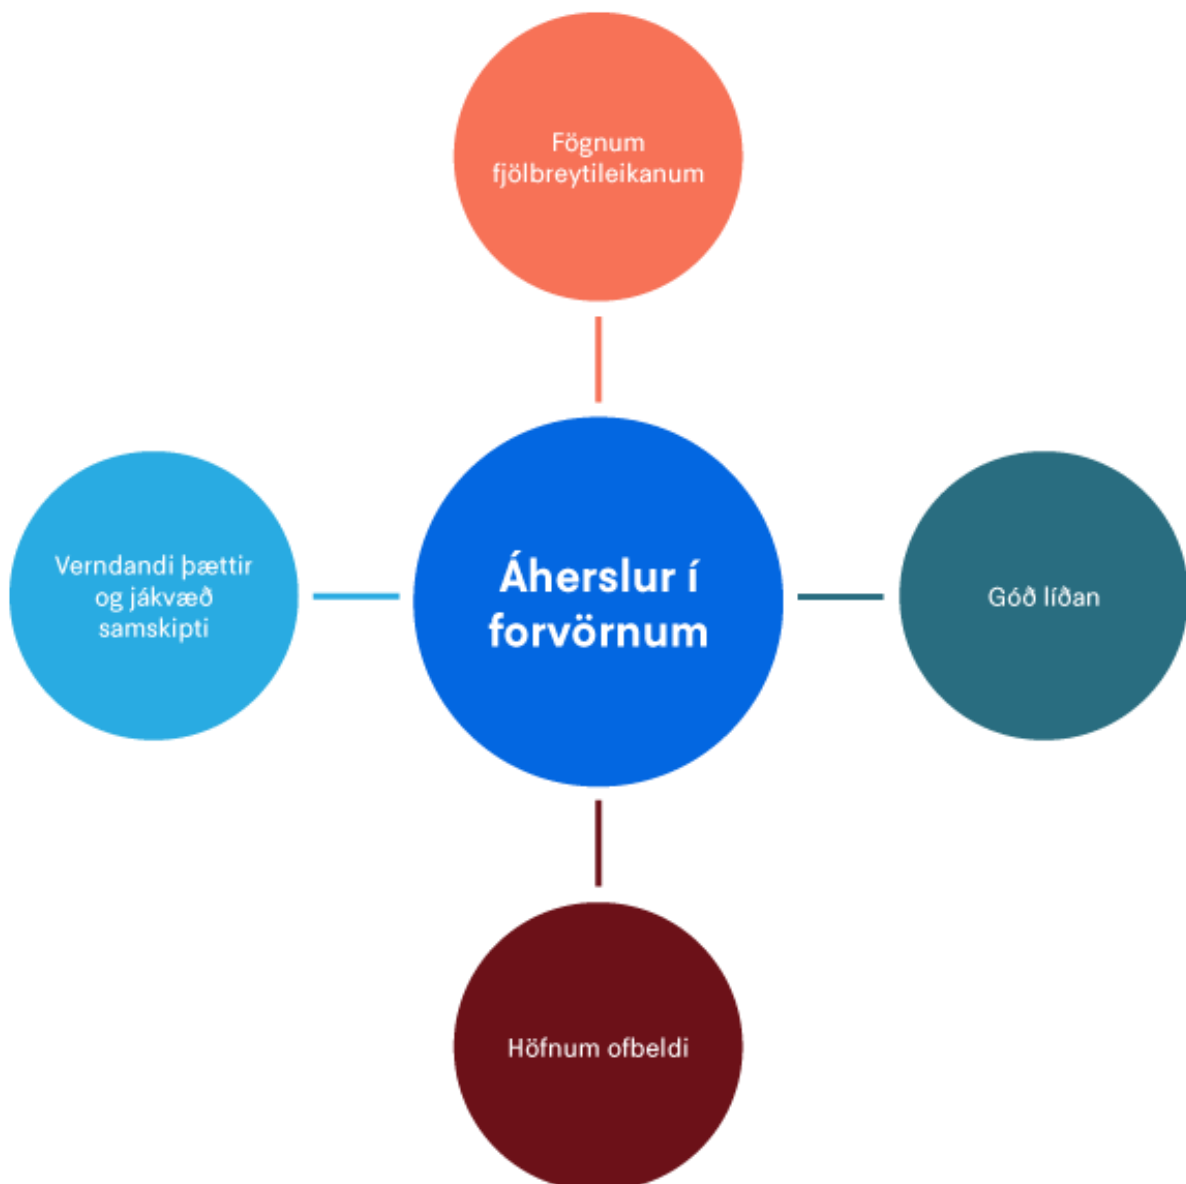 Fögnum
fjölbreytileikanum
Verndandi þættir
og jákvæð
samskipti
Áherslur í
forvörnum
Góð líðan
Höfnum ofbeldi